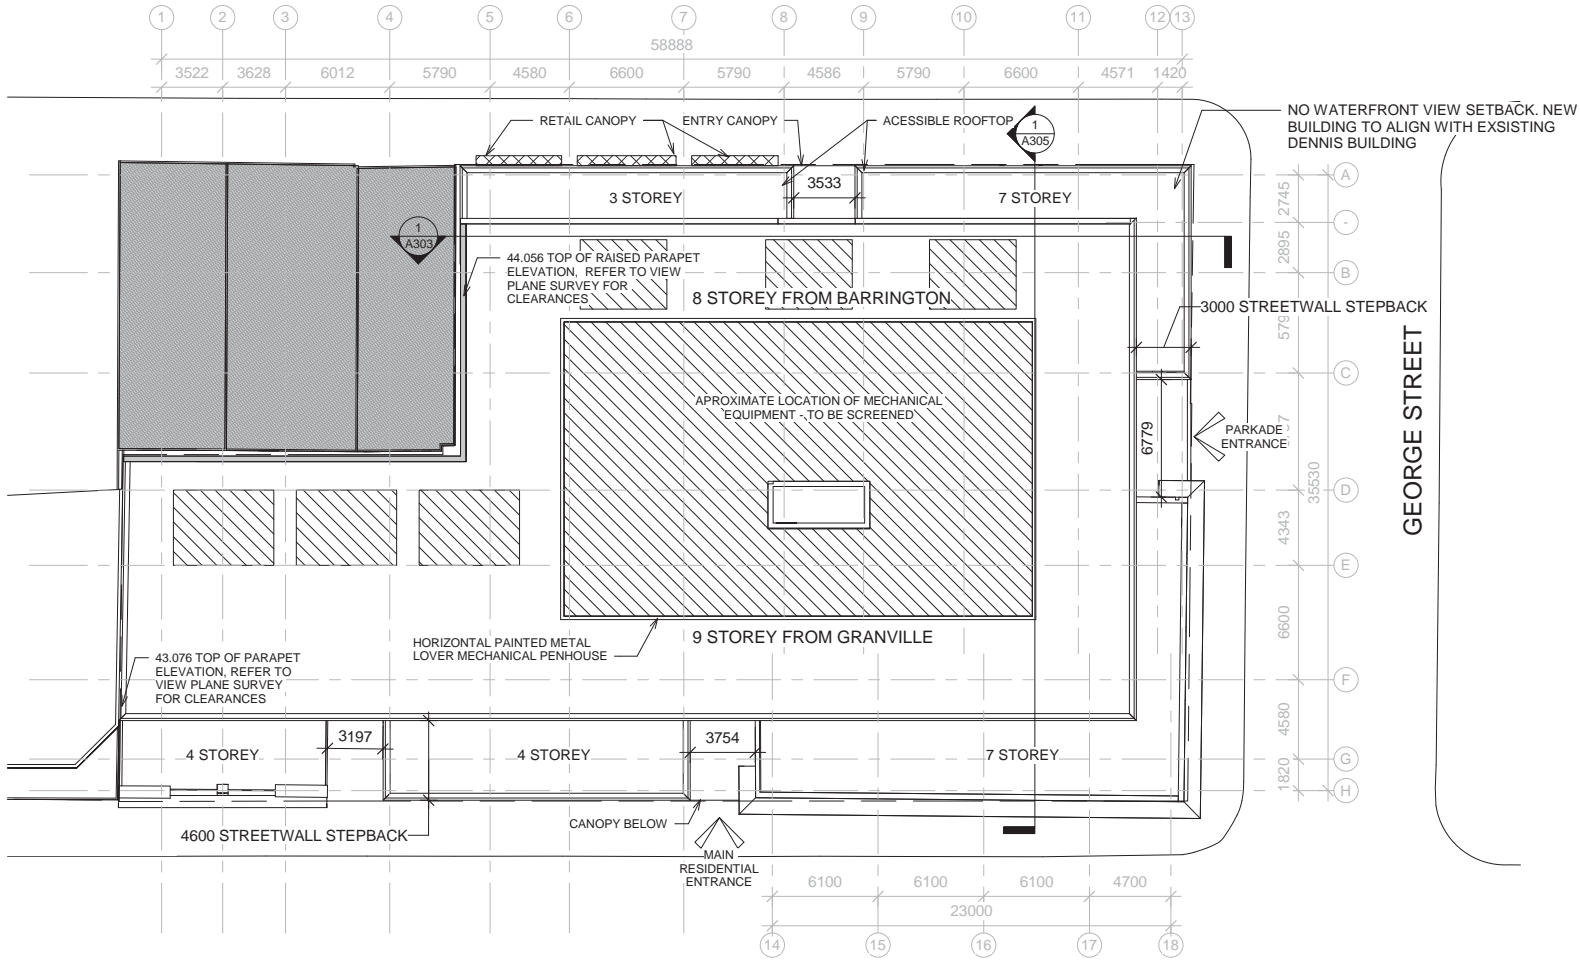 1 2 3 4 5 6 7 8 9 10 11 12 13
58888
3522 3628 6012 5790 4580 6600 5790 4586 5790 6600 4571 1420
RETAIL CANOPY
ENTRY CANOPY
ACESSIBLE ROOFTOP
1
A305
NO WATERFRONT VIEW SETBACK. NEW
BUILDING TO ALIGN WITH EXSISTING
DENNIS BUILDING
3 STOREY
3533
7 STOREY
A
2745
-
2895
B
1
A303
44.056 TOP OF RAISED PARAPET
ELEVATION, REFER TO VIEW
PLANE SURVEY FOR
CLEARANCES
8 STOREY FROM BARRINGTON
3000 STREETWALL STEPBACK
GEORGE STREET
C
APROXIMATE LOCATION OF MECHANICAL
EQUIPMENT - TO BE SCREENED
6779
PARKADE
ENTRANCE
35530
D
4343
E
6600
HORIZONTAL PAINTED METAL
LOVER MECHANICAL PENHOUSE
9 STOREY FROM GRANVILLE
43.076 TOP OF PARAPET
ELEVATION, REFER TO
VIEW PLANE SURVEY
FOR CLEARANCES
F
4580
4 STOREY
3197
4 STOREY
3754
7 STOREY
G
1820
H
4600 STREETWALL STEPBACK
CANOPY BELOW
MAIN
RESIDENTIAL
ENTRANCE
6100 6100 6100 4700
23000
14 15 16 17 18